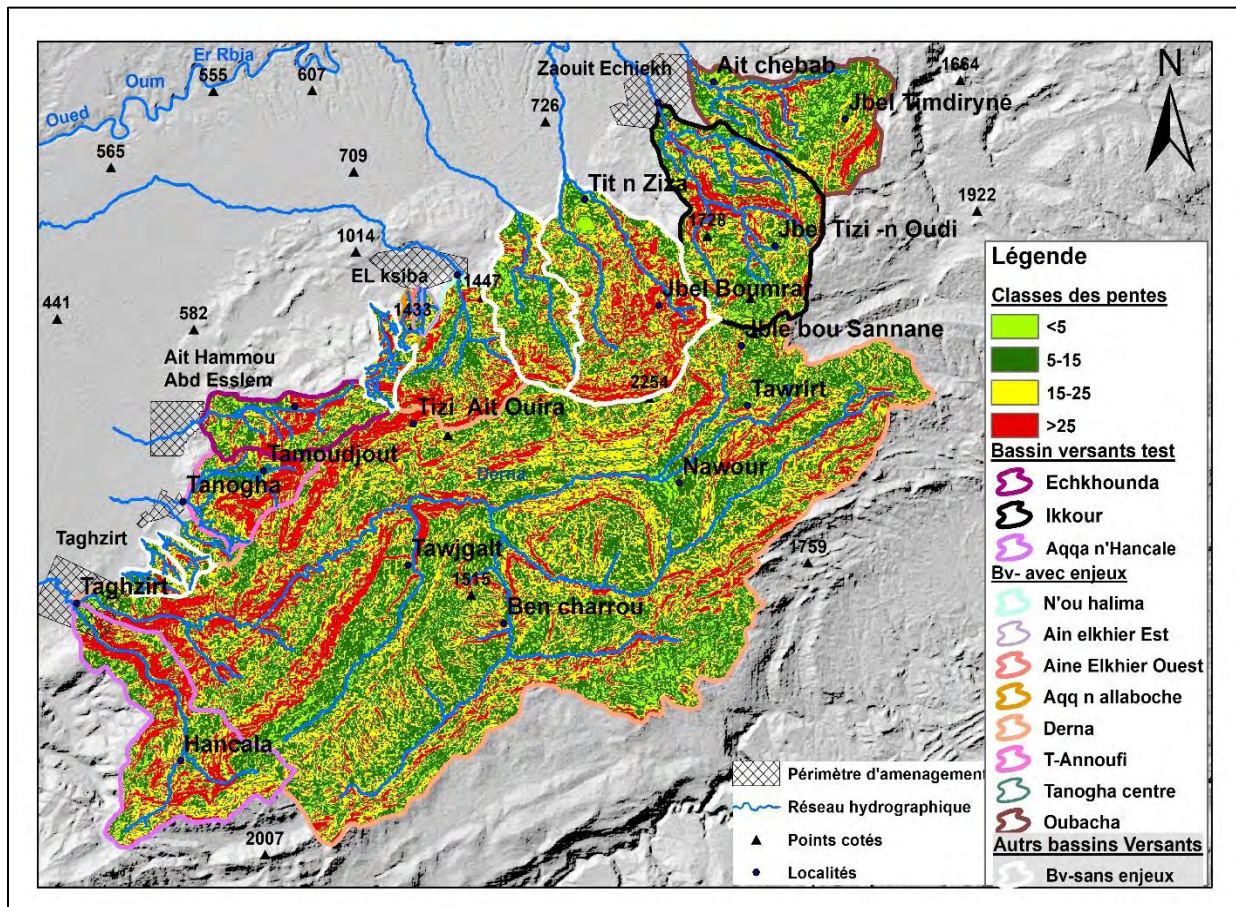 Er Rbia
Oum
Oued
555
607
565
709
726
Zaouit Echiekh
Ait chebab
1664
N
Jbel Timdiryne
Tit n Ziza
1922
1728
Jbel Tizi -n Oudi
1014
EL ksiba
1447
Jbel Boumrar
441
582
1433
Jble bou Sannane
Ait Hammou
Abd Esslem
2254
Tawrirt
Tizi Ait Ouira
Tamoudjout
Derna
Nawour
Tanogha
Taghzirt
Tawjgalt
1759
1515
Taghzirt
Ben charrou
Hancala
2007
Légende
Classes des pentes
<5
5-15
15-25
>25
Bassin versants test
Echkhounda
Ikkour
Aqqa n'Hancale
Bv- avec enjeux
N'ou halima
Ain elkhier Est
Aine Elkhier Ouest
Aqq n allaboche
Derna
T-Annoufi
Tanogha centre
Oubacha
Autrs bassins Versants
Bv-sans enjeux
Périmètre d'amenagement
Réseau hydrographique
Points cotés
Localités